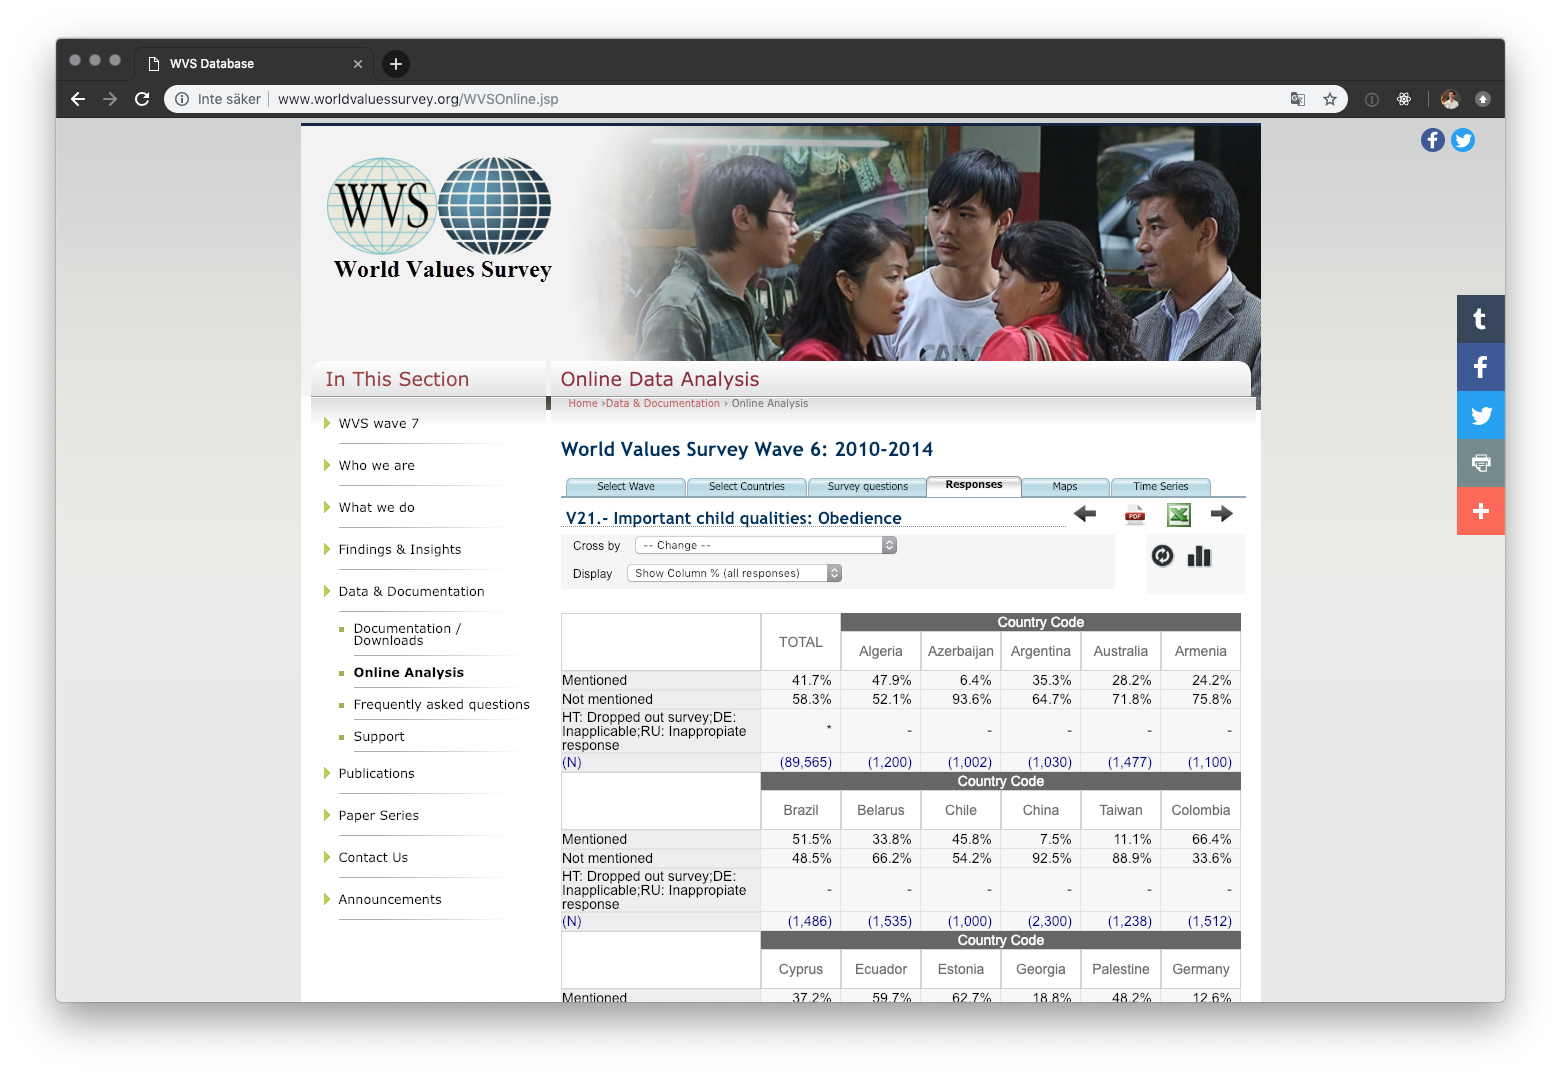 WVS Database
Inte säker www.worldvaluessurvey.org/WVSOnline.jsp
WVS
World Values Survey
In This Section
Online Data Analysis
Home ›Data & Documentation › Online Analysis
WVS wave 7
Who we are
What we do
Findings & Insights
Data & Documentation
Documentation /
Downloads
Online Analysis
Frequently asked questions
Support
Publications
Paper Series
Contact Us
Announcements
World Values Survey Wave 6: 2010-2014
Select Wave Select Countries Survey questions Responses Maps Time Series
V21.- Important child qualities: Obedience
PDF
Cross by -- Change --
Display Show Column % (all responses)
Country Code
TOTAL Algeria Azerbaijan Argentina Australia Armenia
Mentioned 41.7% 47.9% 6.4% 35.3% 28.2% 24.2%
Not mentioned 58.3% 52.1% 93.6% 64.7% 71.8% 75.8%
HT: Dropped out survey;DE:
Inapplicable;RU: Inappropiate * - - - - -
response
(N) (89,565) (1,200) (1,002) (1,030) (1,477) (1,100)
Country Code
Brazil Belarus Chile China Taiwan Colombia
Mentioned 51.5% 33.8% 45.8% 7.5% 11.1% 66.4%
Not mentioned 48.5% 66.2% 54.2% 92.5% 88.9% 33.6%
HT: Dropped out survey;DE:
Inapplicable;RU: Inappropiate - - - - - -
response
(N) (1,486) (1,535) (1,000) (2,300) (1,238) (1,512)
Country Code
Cyprus Ecuador Estonia Georgia Palestine Germany
Mentioned 37.2% 59.7% 62.7% 18.8% 48.2% 12.6%